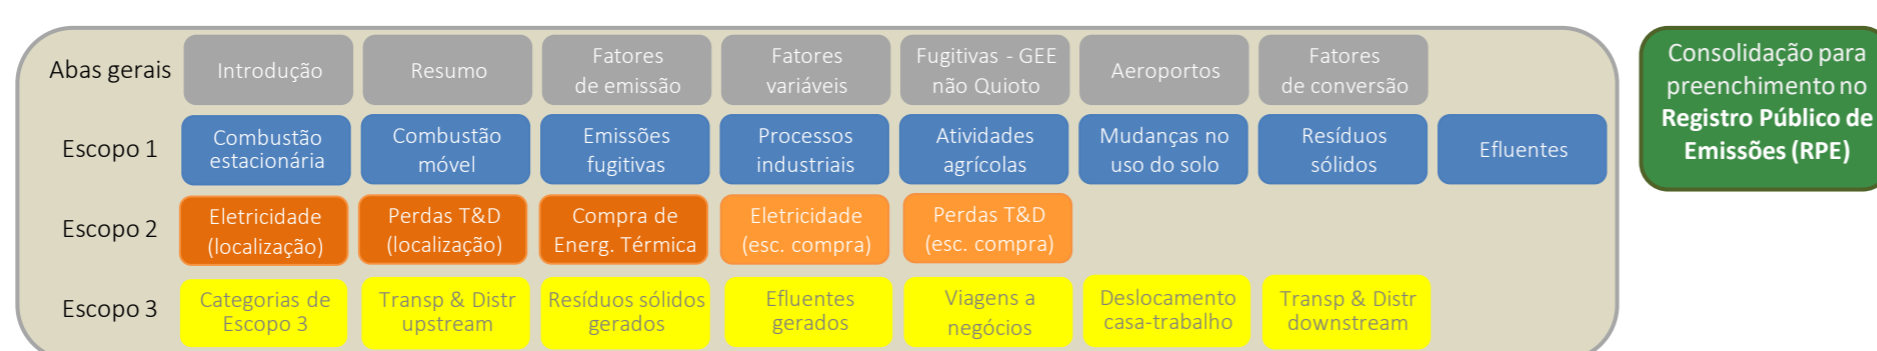 Abas gerais
Introdução
Resumo
Fatores
de emissão
Fatores
variáveis
Fugitivas - GEE
não Quioto
Aeroportos
Fatores
de conversão
Escopo 1
Combustão
estacionária
Combustão
móvel
Emissões
fugitivas
Processos
industriais
Atividades
agrícolas
Mudanças no
uso do solo
Resíduos
sólidos
Efluentes
Escopo 2
Eletricidade
(localização)
Perdas T&D
(localização)
Compra de
Energ. Térmica
Eletricidade
(esc. compra)
Perdas T&D
(esc. compra)
Escopo 3
Categorias de
Escopo 3
Transp & Distr
upstream
Resíduos sólidos
gerados
Efluentes
gerados
Viagens a
negócios
Deslocamento
casa-trabalho
Transp & Distr
downstream
Consolidação para
preenchimento no
Registro Público de
Emissões (RPE)